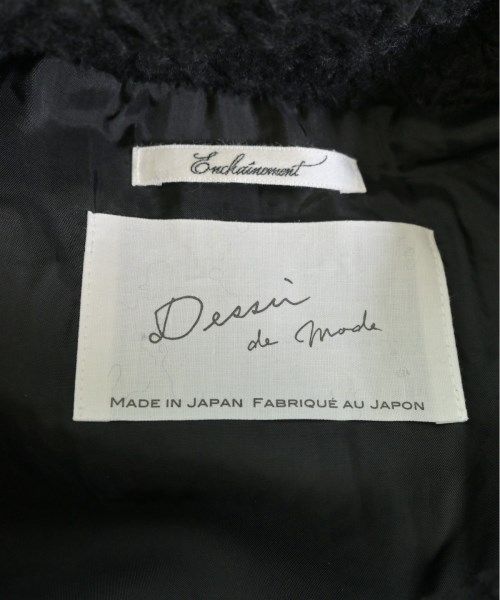 Enchaînement
Dessin
de mode
MADE IN JAPAN FABRIQUÉ AU JAPON